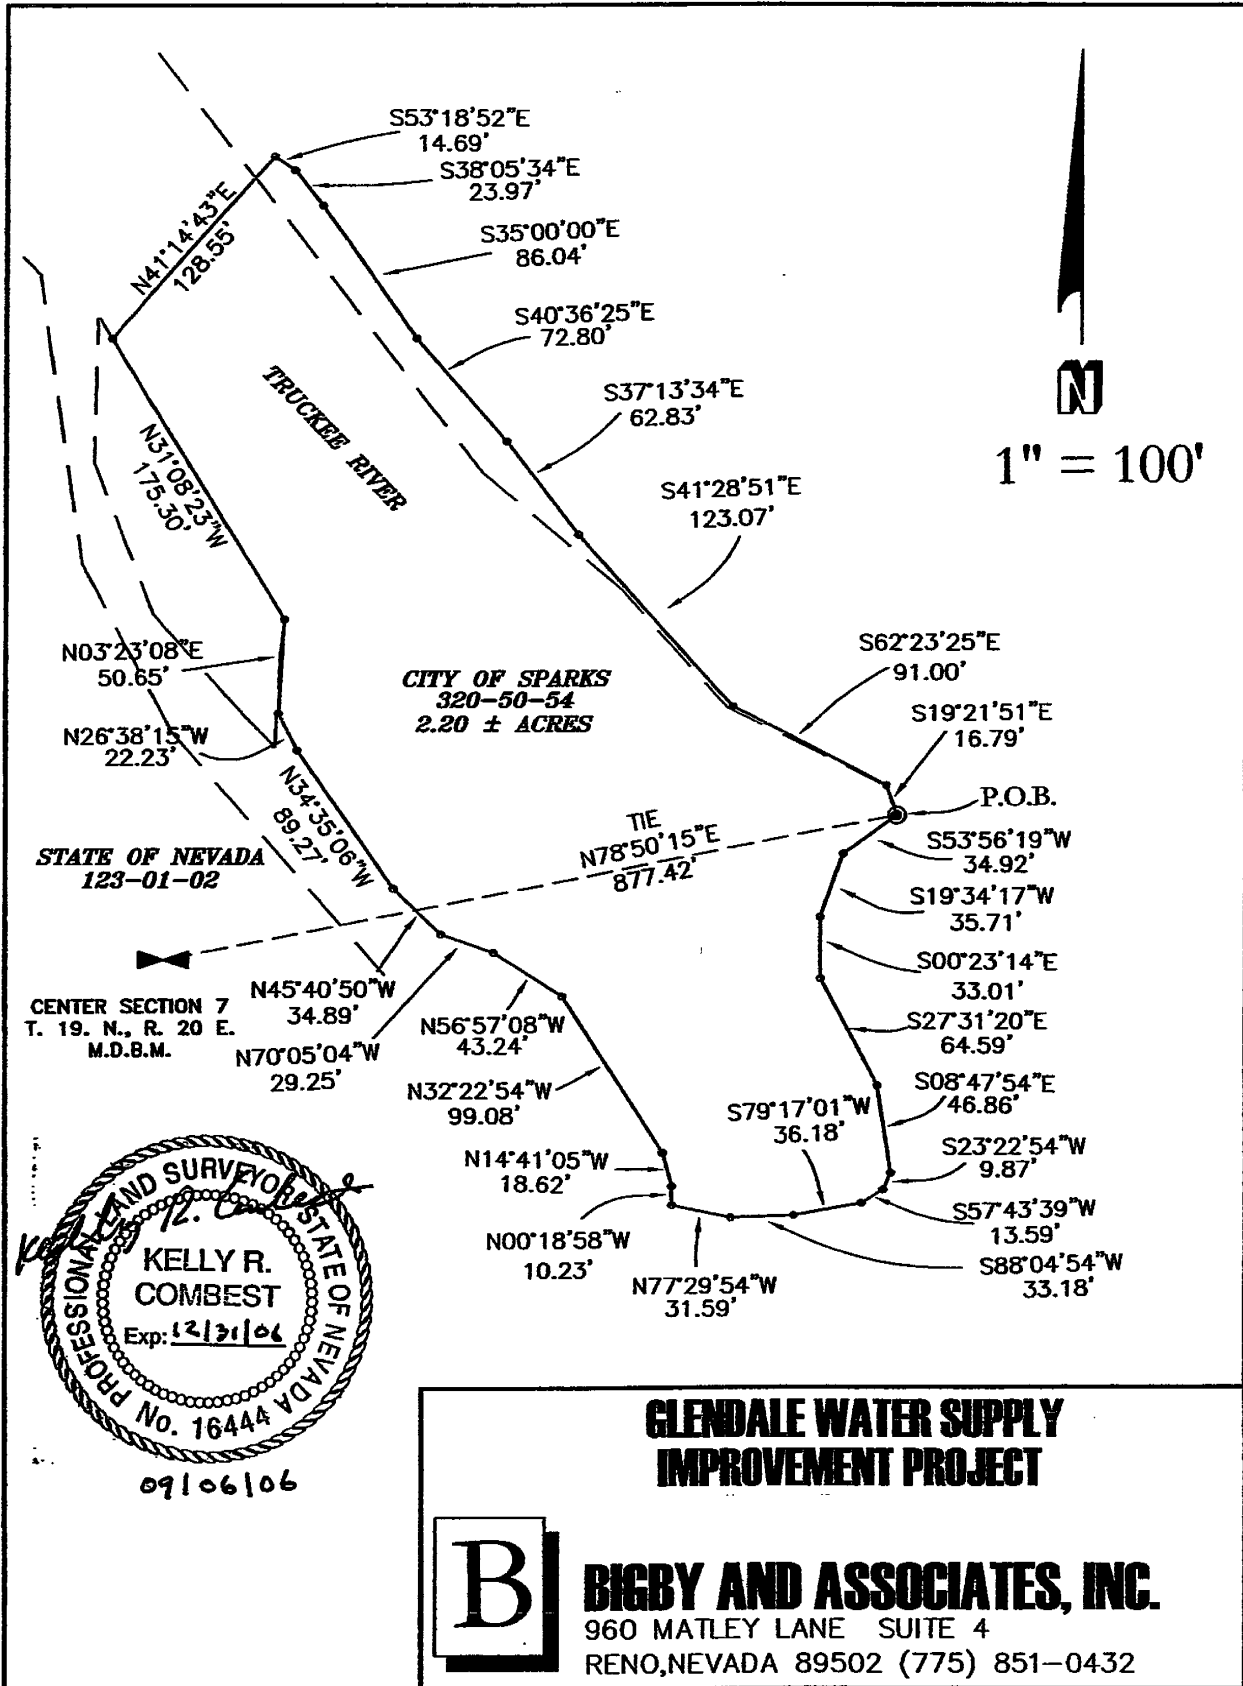 S53°18'52"E
14.69'
S38°05'34"E
23.97'
S35°00'00"E
86.04'
S40°36'25"E
72.80'
S37°13'34"E
62.83'
S41°28'51"E
123.07'
S62°23'25"E
91.00'
S19°21'51"E
16.79'
P.O.B.
S53°56'19"W
34.92'
S19°34'17"W
35.71'
S00°23'14"E
33.01'
S27°31'20"E
64.59'
S08°47'54"E
46.86'
S23°22'54"W
9.87'
S57°43'39"W
13.59'
S88°04'54"W
33.18'
S79°17'01"W
36.18'
N77°29'54"W
31.59'
N00°18'58"W
10.23'
N14°41'05"W
18.62'
N32°22'54"W
99.08'
N56°57'08"W
43.24'
N70°05'04"W
29.25'
N45°40'50"W
34.89'
N34°35'06"W
89.27'
N26°38'15"W
22.23'
N03°23'08"E
50.65'
N31°08'23"W
175.30'
N41°14'43"E
128.55'
TRUCKEE RIVER
CITY OF SPARKS
320-50-54
2.20 ± ACRES
TIE
N78°50'15"E
877.42'
STATE OF NEVADA
123-01-02
CENTER SECTION 7
T. 19. N., R. 20 E.
M.D.B.M.
N
1" = 100'
PROFESSIONAL LAND SURVEYOR STATE OF NEVADA
KELLY R.
COMBEST
Exp: 12/31/06
No. 16444
09/06/06
GLENDALE WATER SUPPLY
IMPROVEMENT PROJECT
B
BIGBY AND ASSOCIATES, INC.
960 MATLEY LANE SUITE 4
RENO,NEVADA 89502 (775) 851-0432